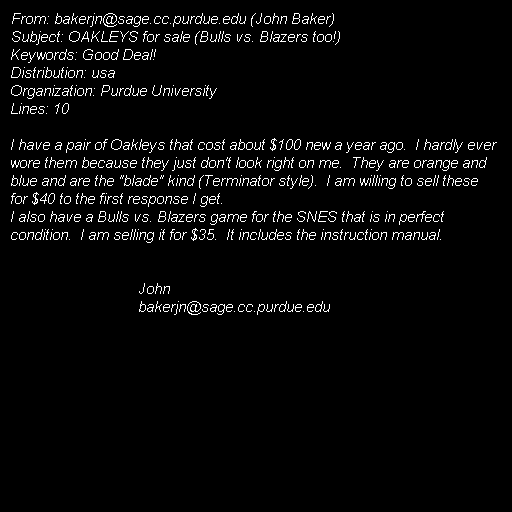 From: bakerjn@sage.cc.purdue.edu (John Baker)
Subject: OAKLEYS for sale (Bulls vs. Blazers too!)
Keywords: Good Deal!
Distribution: usa
Organization: Purdue University
Lines: 10

I have a pair of Oakleys that cost about $100 new a year ago.  I hardly ever
wore them because they just don't look right on me.  They are orange and
blue and are the "blade" kind (Terminator style).  I am willing to sell these
for $40 to the first response I get.
I also have a Bulls vs. Blazers game for the SNES that is in perfect
condition.  I am selling it for $35.  It includes the instruction manual.

John
bakerjn@sage.cc.purdue.edu